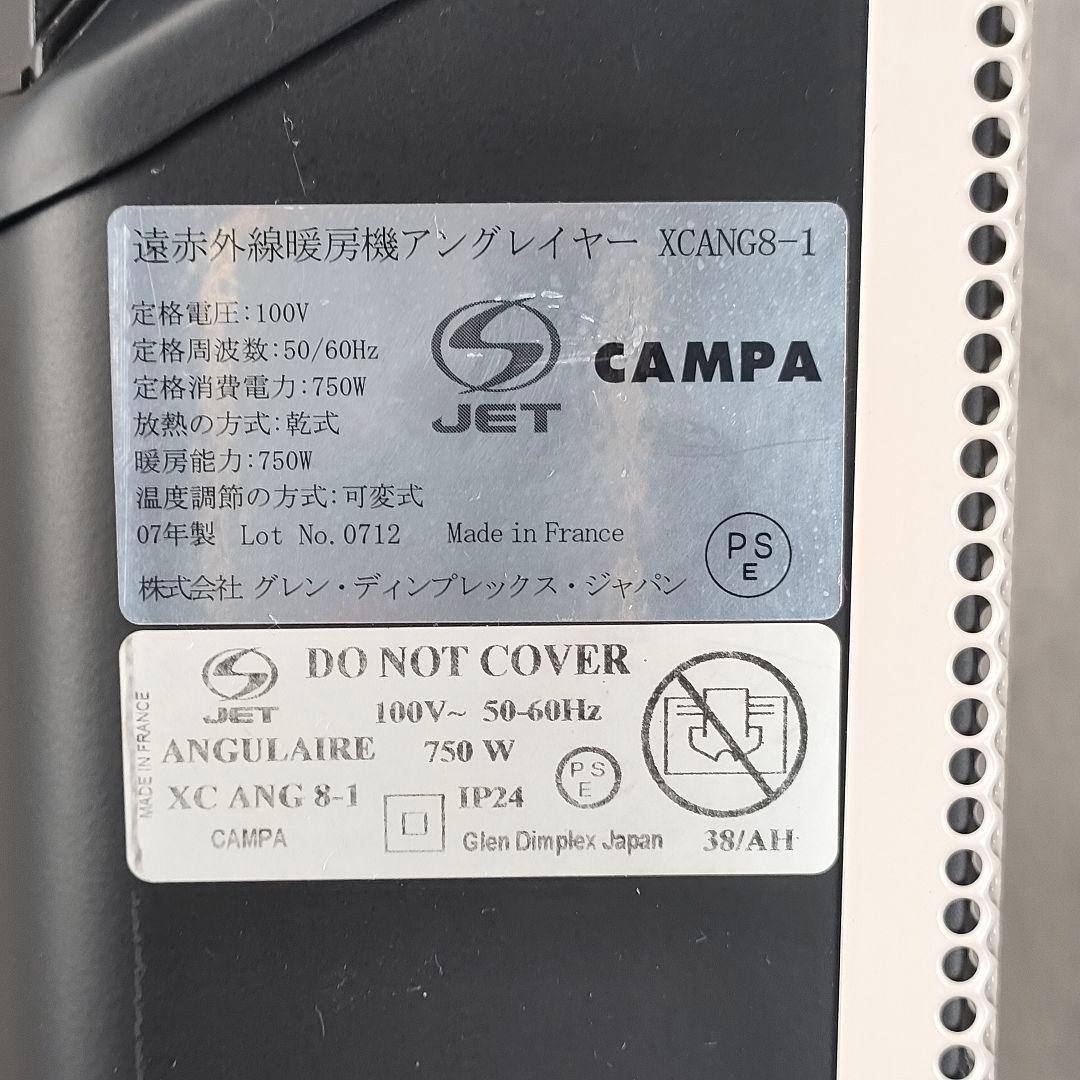 遠赤外線暖房機アングレイヤー XCANG8-1
定格電圧:100V
定格周波数:50/60Hz
定格消費電力:750W
放熱の方式:乾式
暖房能力:750W
温度調節の方式:可変式
07年製 Lot No.0712 Made in France
株式会社 グレン・ディンプレックス・ジャパン
JET
CAMPA
PS
E
JET
DO NOT COVER
100V~ 50-60Hz
ANGULAIRE 750 W
XC ANG 8-1
IP24
PS
E
CAMPA
Glen Dimplex Japan
38/AH
MADE IN FRANCE